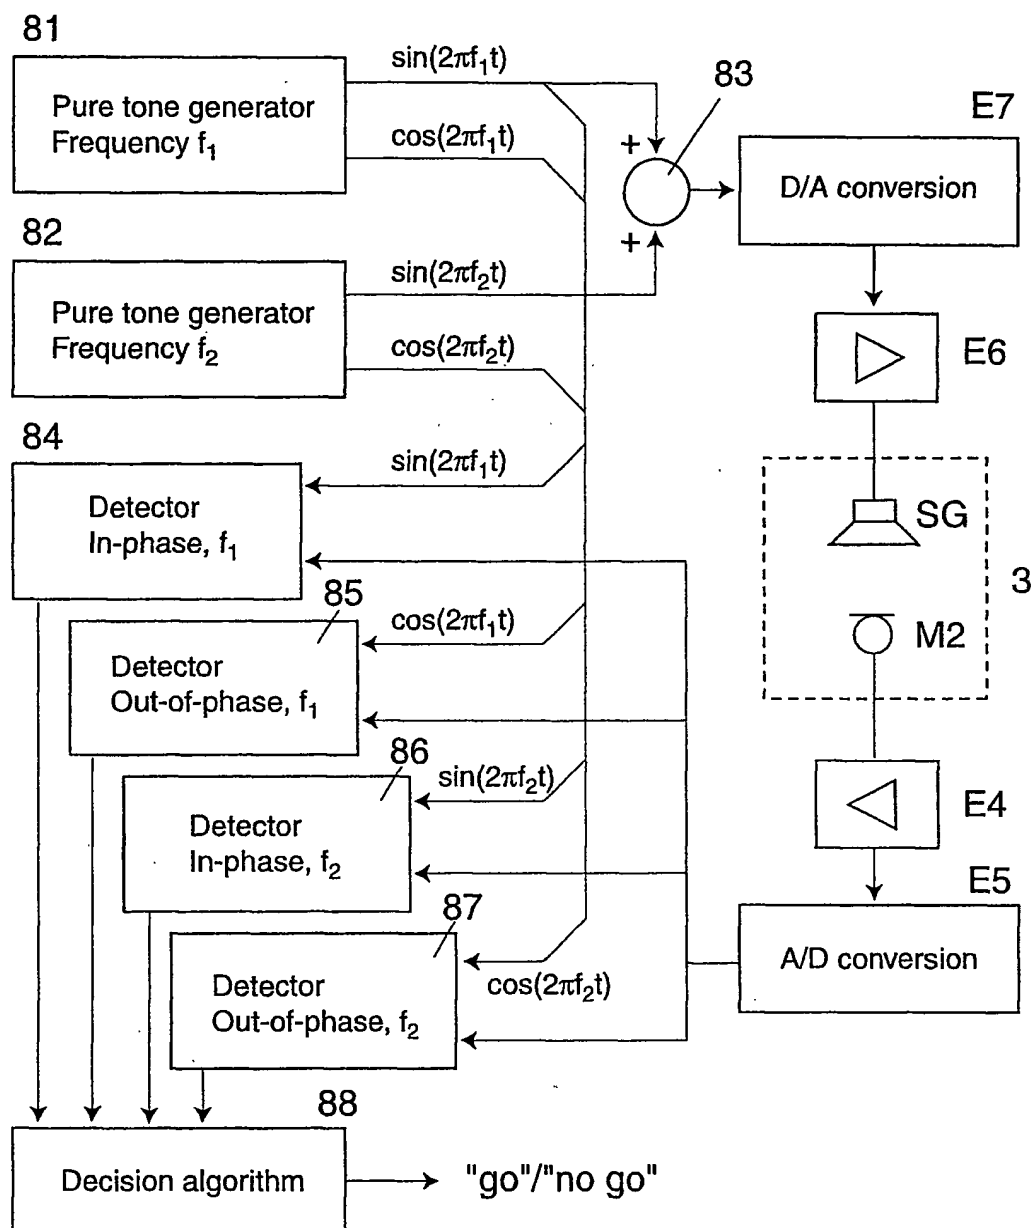 81
Pure tone generator
Frequency f₁
sin(2πf₁t)
cos(2πf₁t)
82
Pure tone generator
Frequency f₂
sin(2πf₂t)
cos(2πf₂t)
83
+
+
E7
D/A conversion
E6
SG
3
M2
E4
E5
A/D conversion
84
Detector
In-phase, f₁
sin(2πf₁t)
85
Detector
Out-of-phase, f₁
cos(2πf₁t)
86
Detector
In-phase, f₂
sin(2πf₂t)
87
Detector
Out-of-phase, f₂
cos(2πf₂t)
88
Decision algorithm
"go"/"no go"